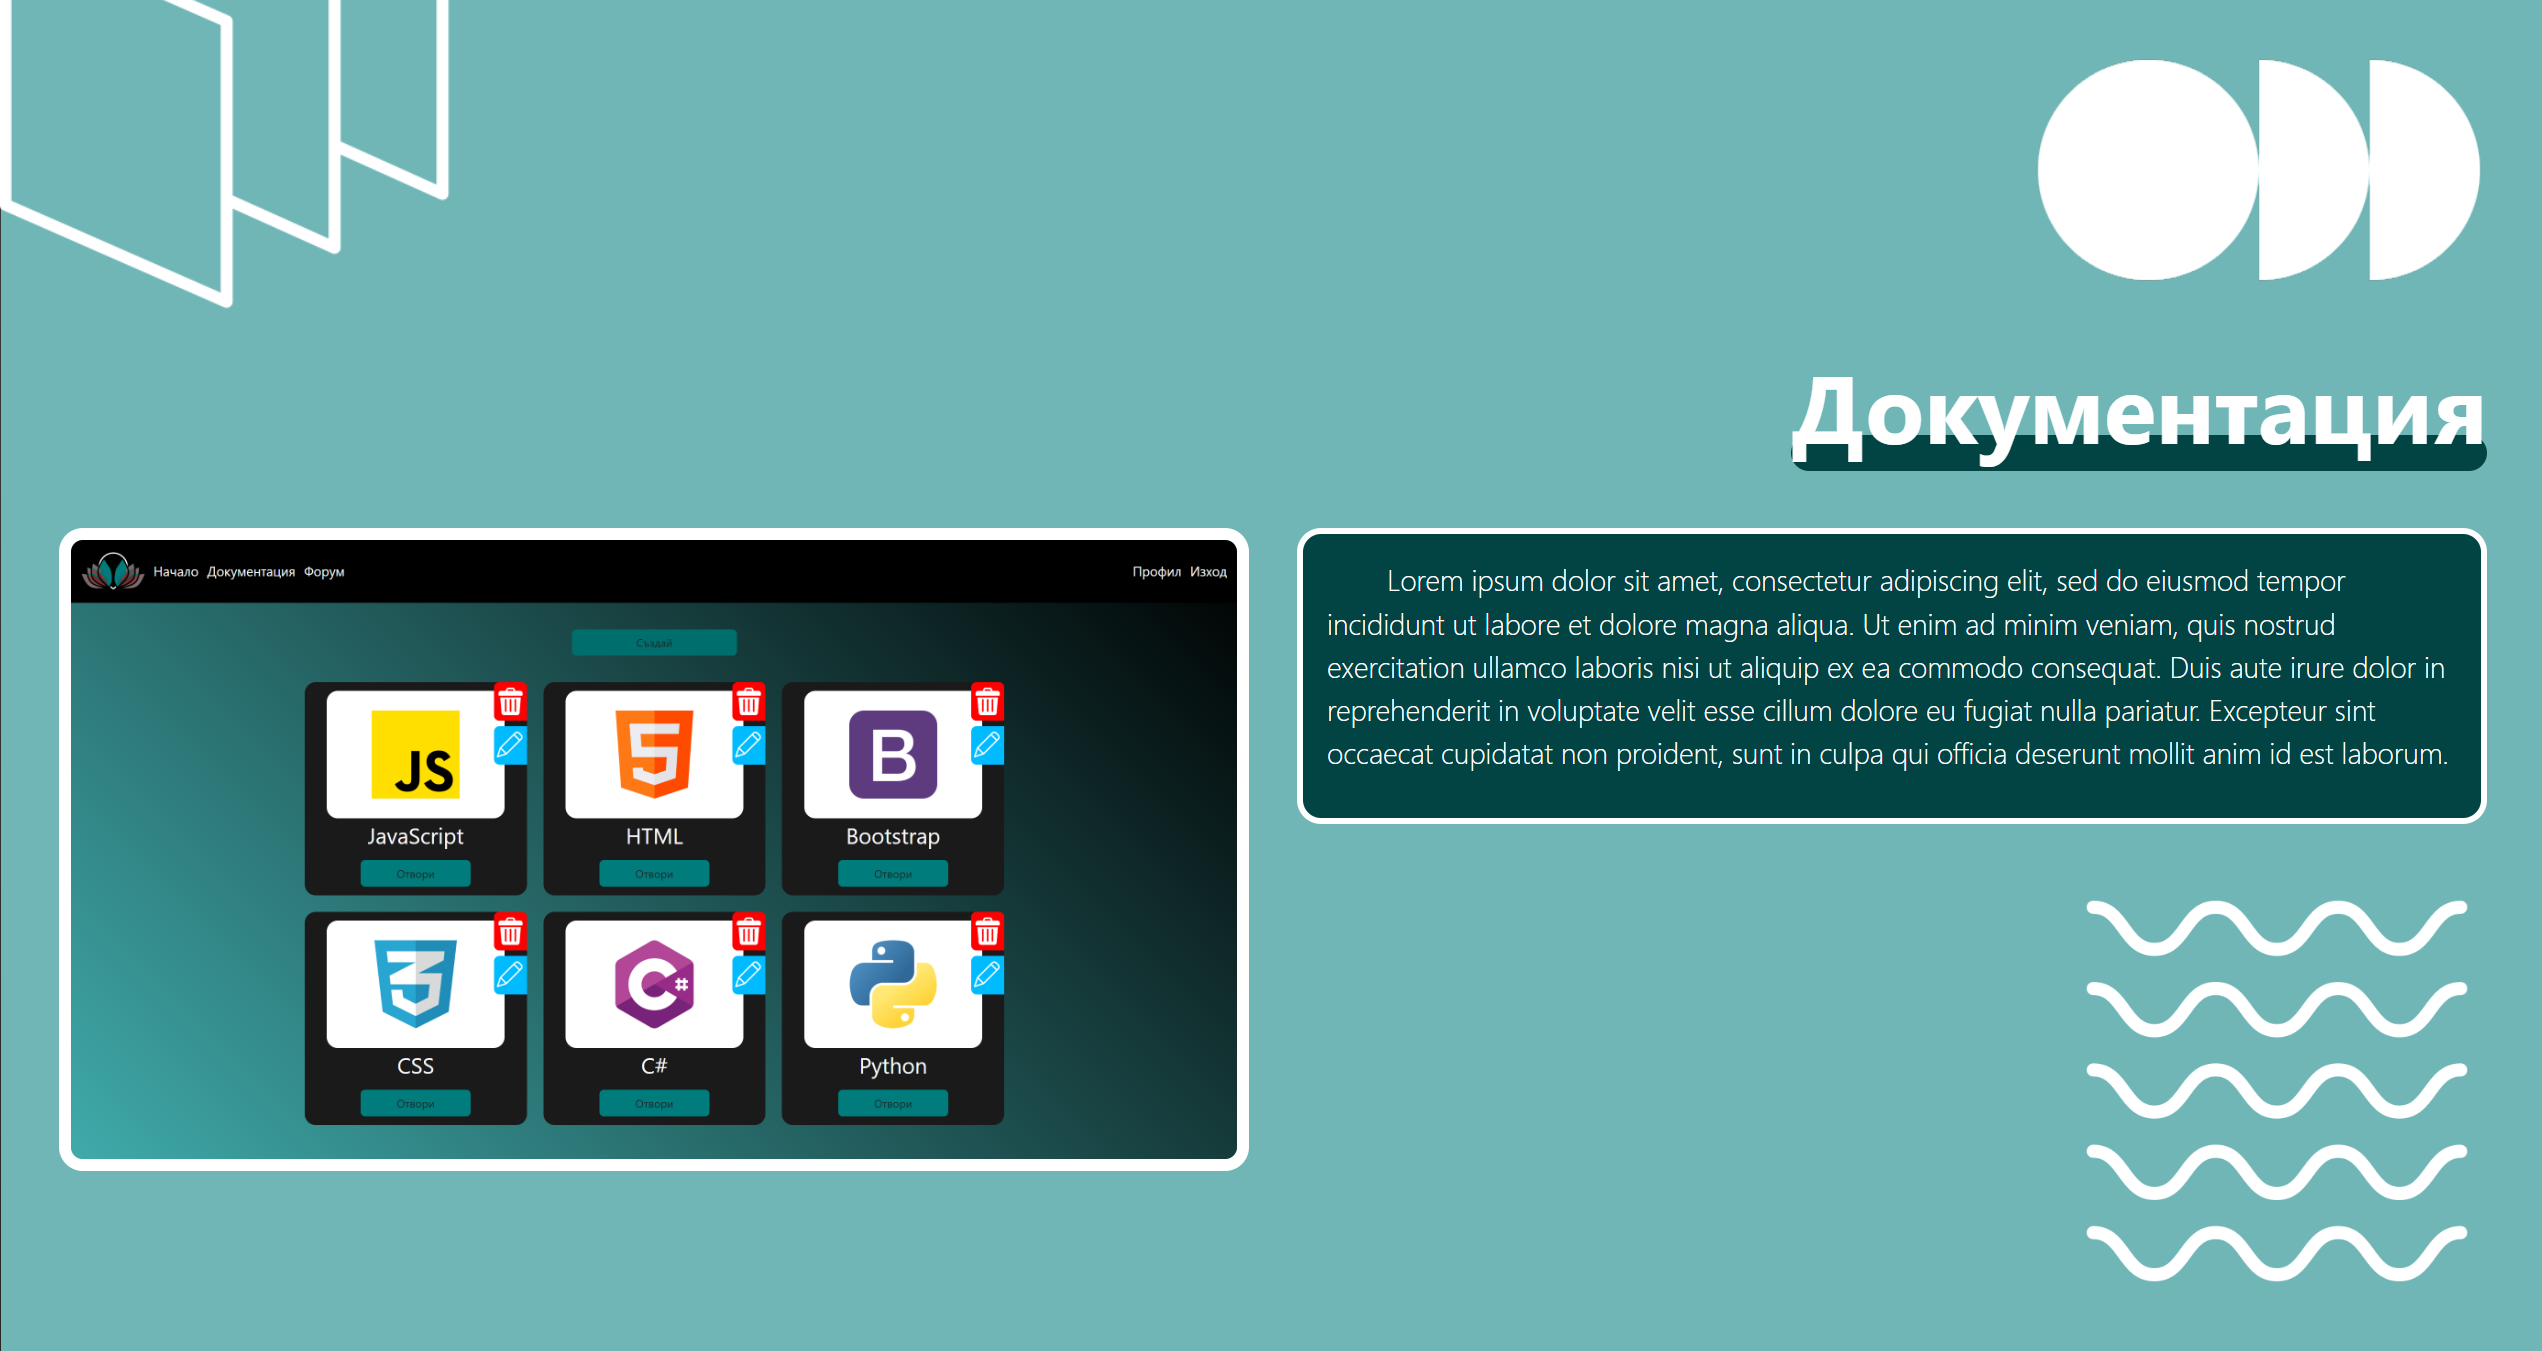 Документация
Начало Документация Форум
Профил Изход
Създай
JS
5
B
JavaScript
HTML
Bootstrap
Отвори
Отвори
Отвори
3
C#
CSS
C#
Python
Отвори
Отвори
Отвори
Lorem ipsum dolor sit amet, consectetur adipiscing elit, sed do eiusmod tempor
incididunt ut labore et dolore magna aliqua. Ut enim ad minim veniam, quis nostrud
exercitation ullamco laboris nisi ut aliquip ex ea commodo consequat. Duis aute irure dolor in
reprehenderit in voluptate velit esse cillum dolore eu fugiat nulla pariatur. Excepteur sint
occaecat cupidatat non proident, sunt in culpa qui officia deserunt mollit anim id est laborum.